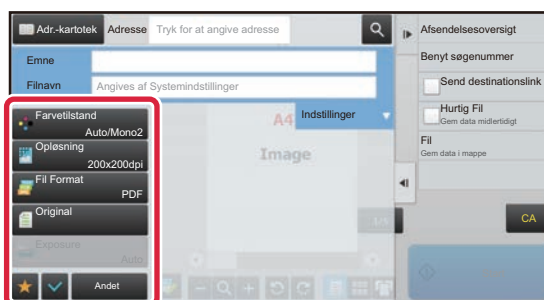 Adr.-kartotek
Adresse
Tryk for at angive adresse
Emne
Filnavn
Angives af Systemindstillinger
Indstillinger
Farvetilstand
Auto/Mono2
Opløsning
200x200dpi
Fil Format
PDF
Original
Exposure
Auto
Andet
A4
Image
1/1
Afsendelsesoversigt
Benyt søgenummer
Send destinationslink
Hurtig Fil
Gem data midlertidigt
Fil
Gem data i mappe
CA